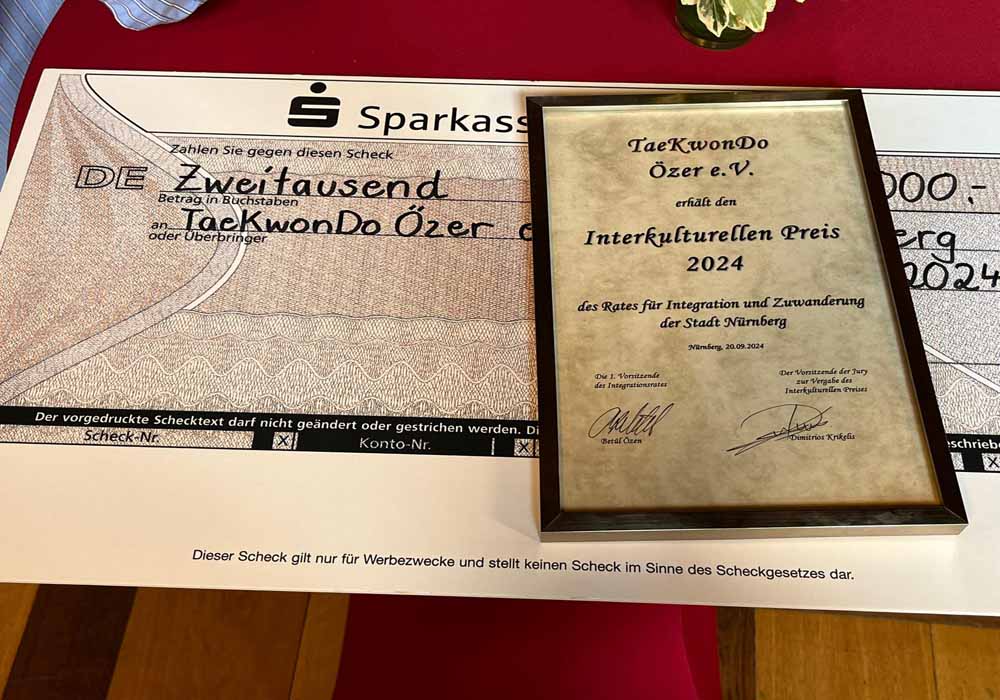 Sparkass
Zahlen Sie gegen diesen Scheck
DE Zweitausend
Betrag in Buchstaben
an TaeKwonDo Özer e
oder Überbringer
000.-
erg
2024
Der vorgedruckte Schecktext darf nicht geändert oder gestrichen werden. Di
eschriebe
Scheck-Nr.
X
Konto-Nr.
X
X
Dieser Scheck gilt nur für Werbezwecke und stellt keinen Scheck im Sinne des Scheckgesetzes dar.
TaeKwonDo
Özer e.V.
erhält den
Interkulturellen Preis
2024
des Rates für Integration und Zuwanderung
der Stadt Nürnberg
Nürnberg, 20.09.2024
Die 1. Vorsitzende
des Integrationsrates
Betül Özen
Der Vorsitzende der Jury
zur Vergabe des
Interkulturellen Preises
Dimitrios Krikelis